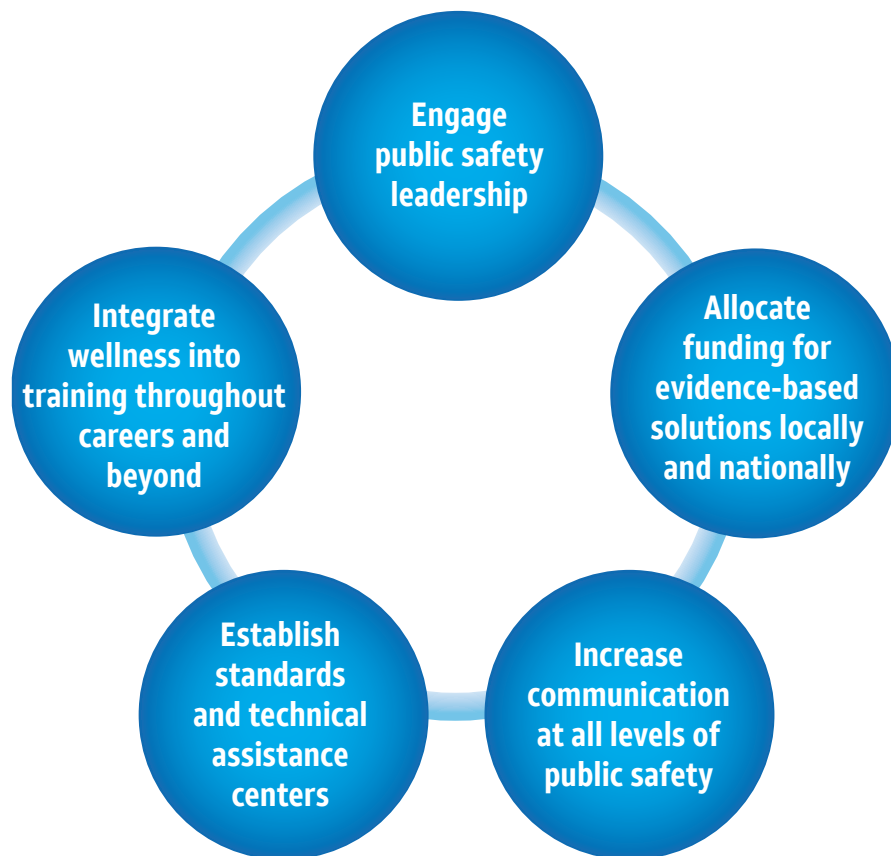 Engage
public safety
leadership
Allocate
funding for
evidence-based
solutions locally
and nationally
Increase
communication
at all levels of
public safety
Establish
standards
and technical
assistance
centers
Integrate
wellness into
training throughout
careers and
beyond